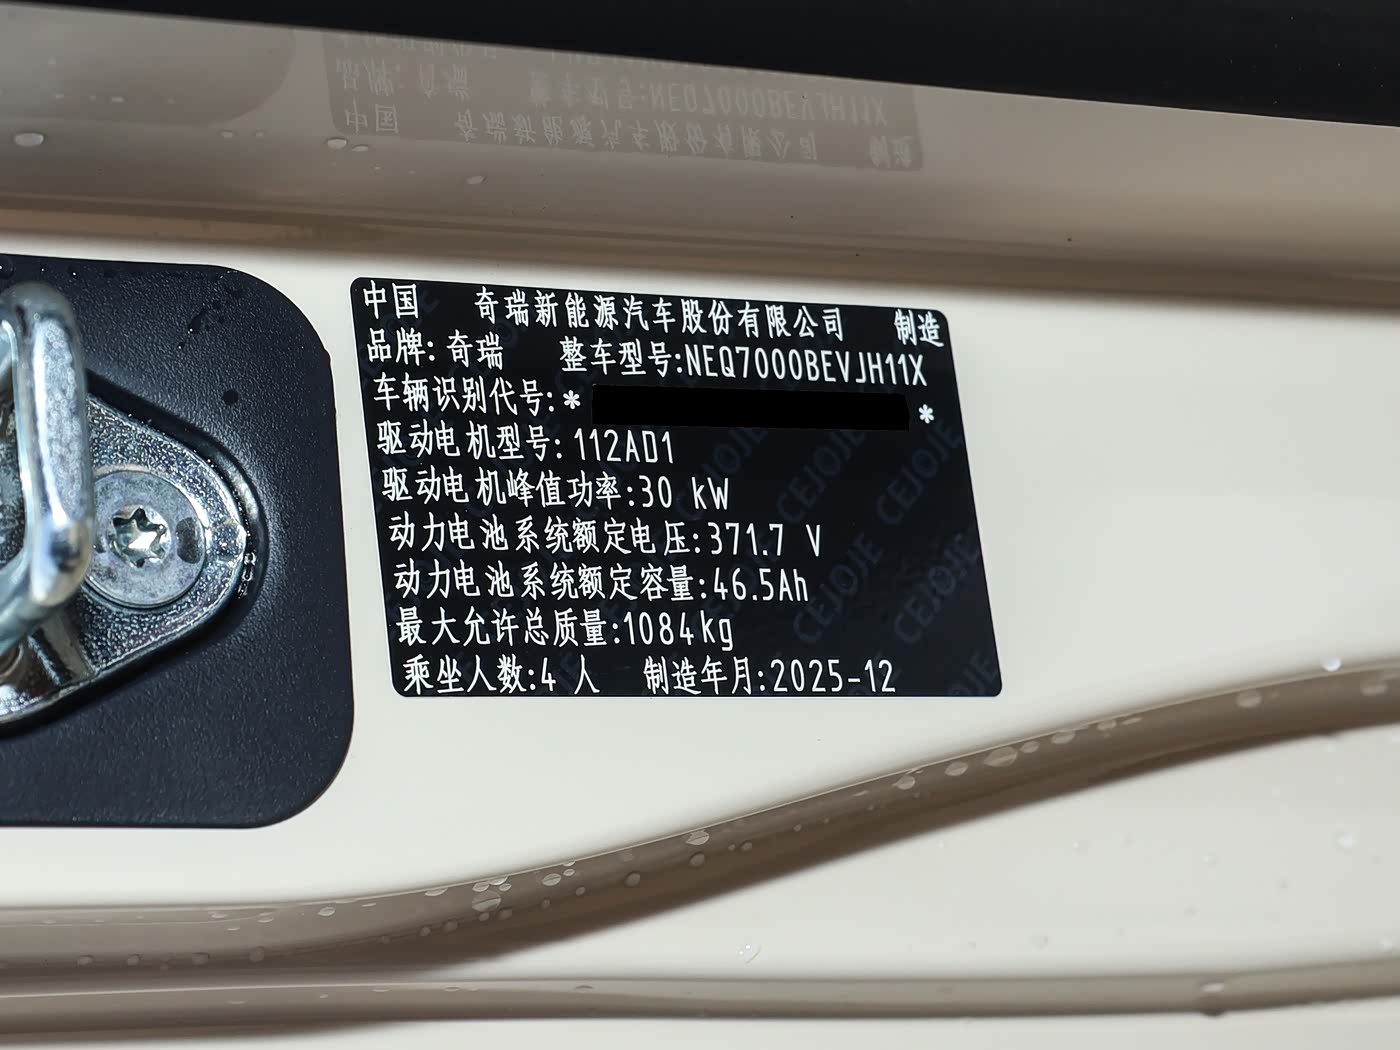 中国 奇瑞新能源汽车股份有限公司 制造
品牌: 奇瑞 整车型号:NEQ7000BEVJH11X
车辆识别代号:* *
驱动电机型号: 112AD1
驱动电机峰值功率:30 kW
动力电池系统额定电压:371.7 V
动力电池系统额定容量:46.5Ah
最大允许总质量:1084kg
乘坐人数:4 人 制造年月:2025-12